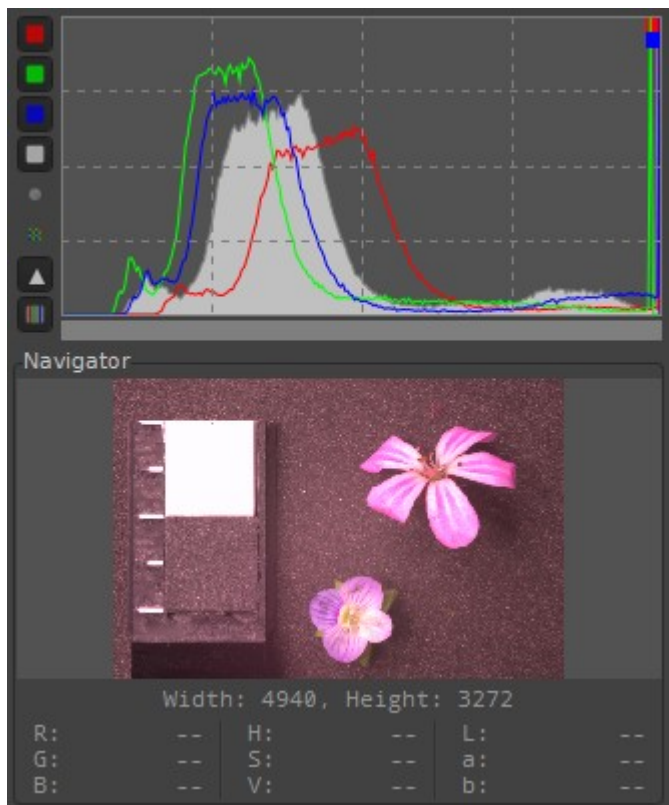 Navigator
Width: 4940, Height: 3272
R: -- H: -- L: --
G: -- S: -- a: --
B: -- V: -- b: --